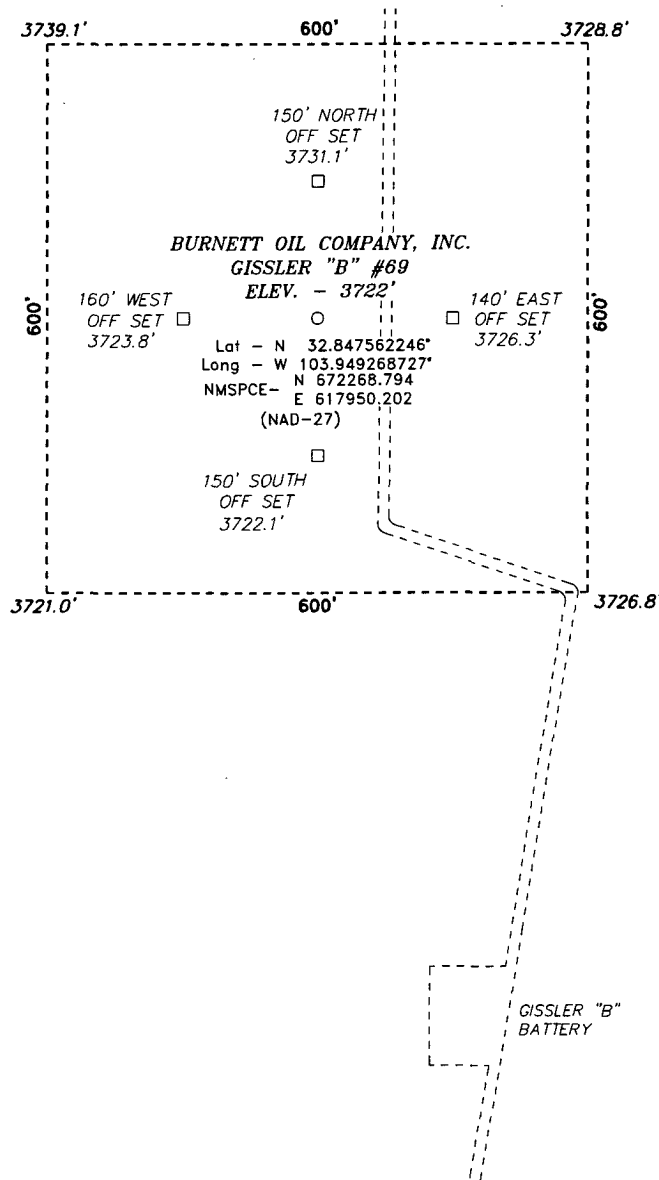 3739.1'
600'
3728.8'
150' NORTH
OFF SET
3731.1'
BURNETT OIL COMPANY, INC.
GISSLER "B" #69
ELEV. - 3722'
600'
160' WEST
OFF SET
3723.8'
140' EAST
OFF SET
3726.3'
600'
Lat - N 32.847562246°
Long - W 103.949268727°
NMSPCE- N 672268.794
E 617950.202
(NAD-27)
150' SOUTH
OFF SET
3722.1'
3721.0'
600'
3726.8'
GISSLER "B"
BATTERY